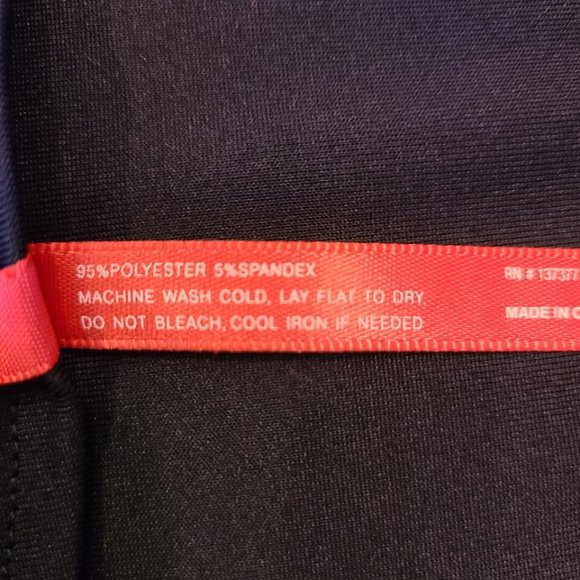 95%POLYESTER 5%SPANDEX
MACHINE WASH COLD, LAY FLAT TO DRY
DO NOT BLEACH, COOL IRON IF NEEDED
RN # 137377
MADE IN